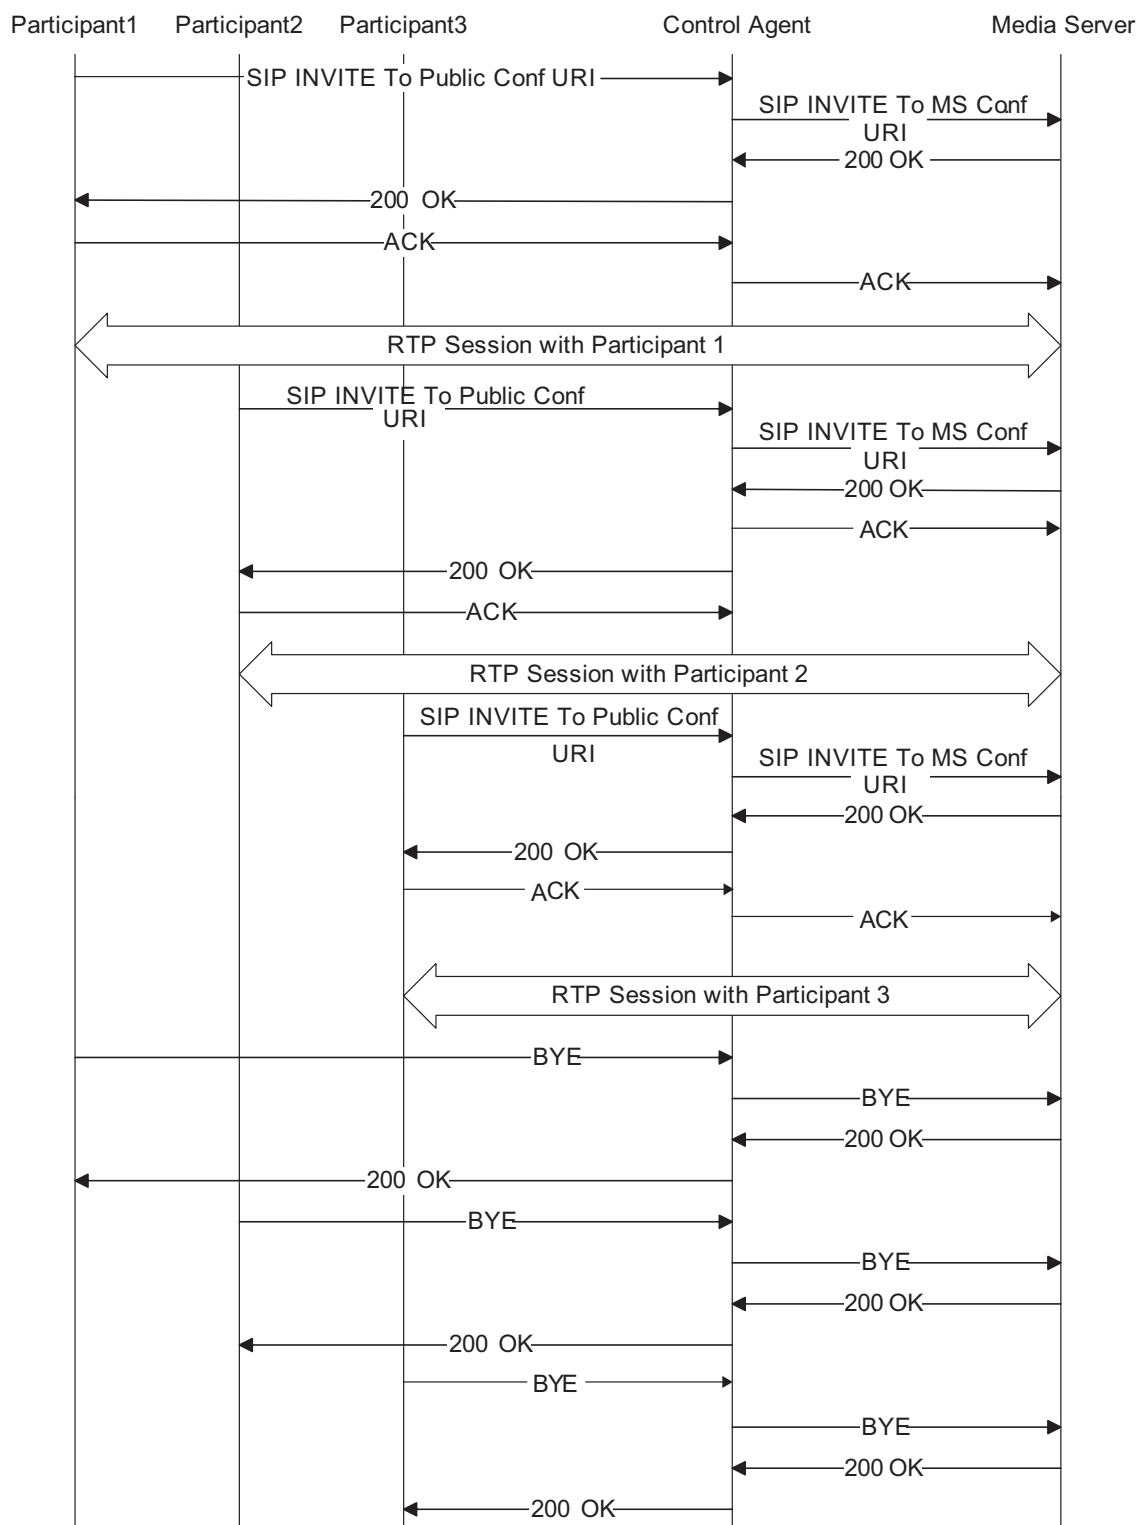 Participant1 Participant2 Participant3 Control Agent Media Server
SIP INVITE To Public Conf URI
SIP INVITE To MS Conf
URI
200 OK
200 OK
ACK
ACK
RTP Session with Participant 1
SIP INVITE To Public Conf
URI
SIP INVITE To MS Conf
URI
200 OK
ACK
200 OK
ACK
RTP Session with Participant 2
SIP INVITE To Public Conf
URI
SIP INVITE To MS Conf
URI
200 OK
200 OK
ACK
ACK
RTP Session with Participant 3
BYE
BYE
200 OK
200 OK
BYE
BYE
200 OK
200 OK
BYE
BYE
200 OK
200 OK